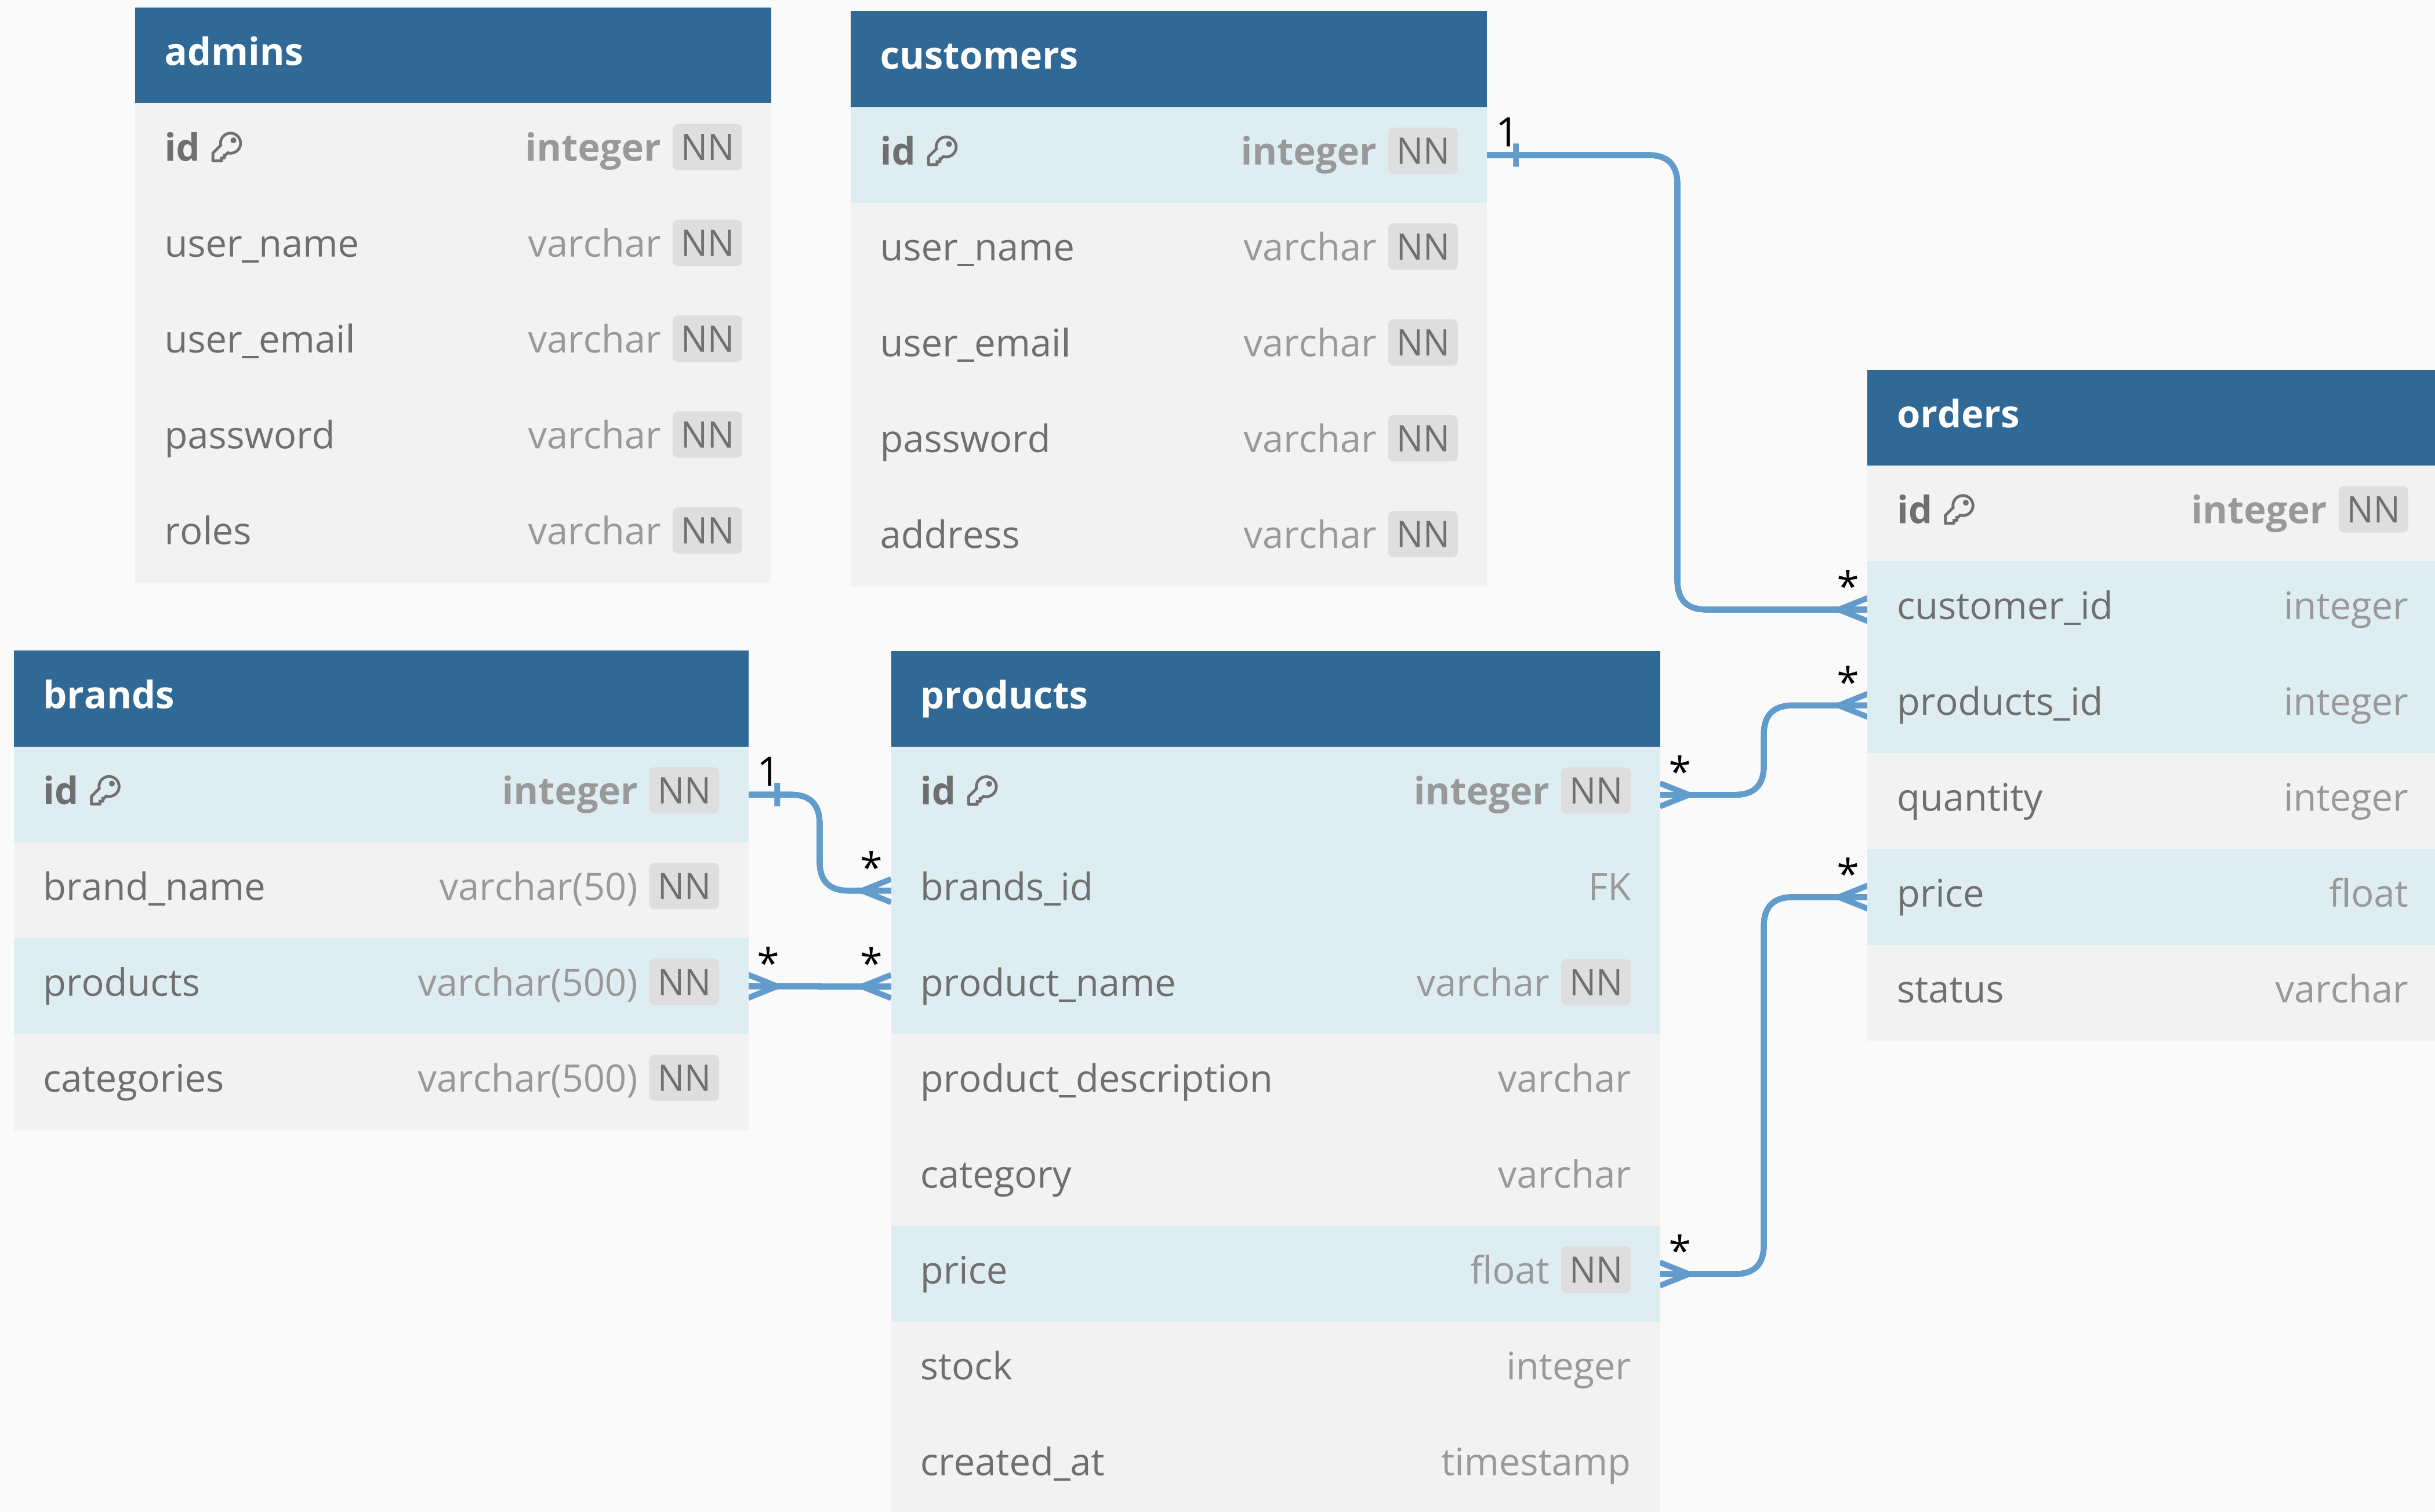 admins
id integer NN
user_name varchar NN
user_email varchar NN
password varchar NN
roles varchar NN
customers
id integer NN
user_name varchar NN
user_email varchar NN
password varchar NN
address varchar NN
1
*
orders
id integer NN
customer_id integer
products_id integer
quantity integer
price float
status varchar
brands
id integer NN
brand_name varchar(50) NN
products varchar(500) NN
categories varchar(500) NN
1
*
* *
products
id integer NN
brands_id FK
product_name varchar NN
product_description varchar
category varchar
price float NN
stock integer
created_at timestamp
*
*
*
*